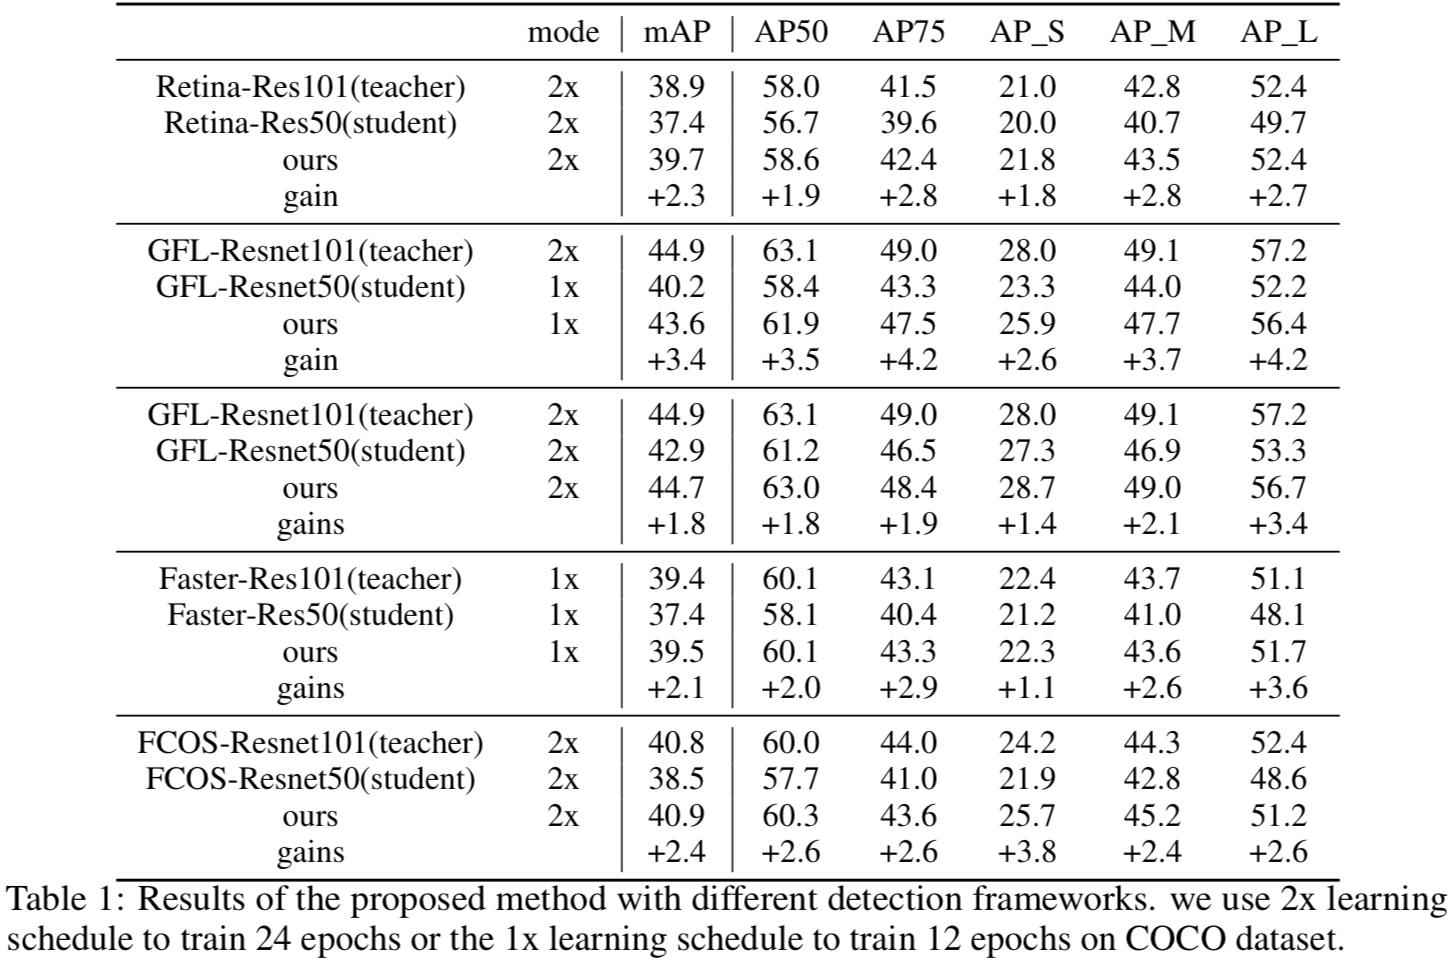 mode mAP AP50 AP75 AP_S AP_M AP_L
Retina-Res101(teacher) 2x 38.9 58.0 41.5 21.0 42.8 52.4
Retina-Res50(student) 2x 37.4 56.7 39.6 20.0 40.7 49.7
ours 2x 39.7 58.6 42.4 21.8 43.5 52.4
gain +2.3 +1.9 +2.8 +1.8 +2.8 +2.7
GFL-Resnet101(teacher) 2x 44.9 63.1 49.0 28.0 49.1 57.2
GFL-Resnet50(student) 1x 40.2 58.4 43.3 23.3 44.0 52.2
ours 1x 43.6 61.9 47.5 25.9 47.7 56.4
gain +3.4 +3.5 +4.2 +2.6 +3.7 +4.2
GFL-Resnet101(teacher) 2x 44.9 63.1 49.0 28.0 49.1 57.2
GFL-Resnet50(student) 2x 42.9 61.2 46.5 27.3 46.9 53.3
ours 2x 44.7 63.0 48.4 28.7 49.0 56.7
gains +1.8 +1.8 +1.9 +1.4 +2.1 +3.4
Faster-Res101(teacher) 1x 39.4 60.1 43.1 22.4 43.7 51.1
Faster-Res50(student) 1x 37.4 58.1 40.4 21.2 41.0 48.1
ours 1x 39.5 60.1 43.3 22.3 43.6 51.7
gains +2.1 +2.0 +2.9 +1.1 +2.6 +3.6
FCOS-Resnet101(teacher) 2x 40.8 60.0 44.0 24.2 44.3 52.4
FCOS-Resnet50(student) 2x 38.5 57.7 41.0 21.9 42.8 48.6
ours 2x 40.9 60.3 43.6 25.7 45.2 51.2
gains +2.4 +2.6 +2.6 +3.8 +2.4 +2.6
Table 1: Results of the proposed method with different detection frameworks. we use 2x learning
schedule to train 24 epochs or the 1x learning schedule to train 12 epochs on COCO dataset.